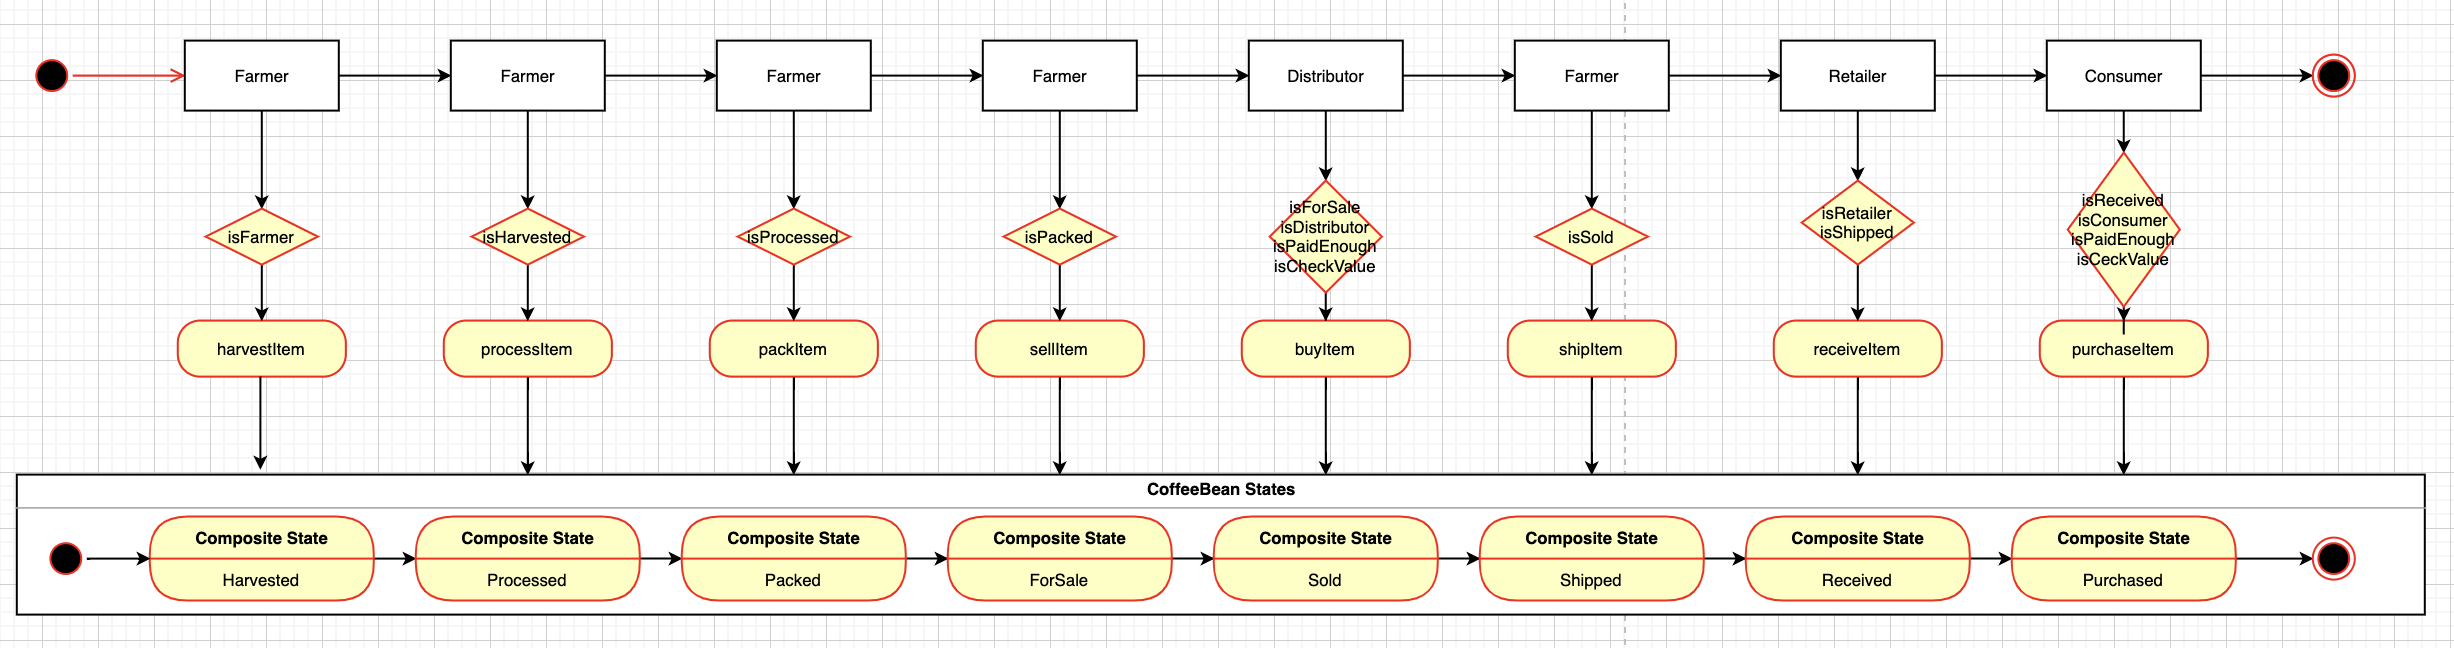 Farmer
Farmer
Farmer
Farmer
Distributor
Farmer
Retailer
Consumer
isFarmer
isHarvested
isProcessed
isPacked
isForSale
isDistributor
isPaidEnough
isCheckValue
isSold
isRetailer
isShipped
isReceived
isConsumer
isPaidEnough
isCeckValue
harvestItem
processItem
packItem
sellItem
buyItem
shipItem
receiveItem
purchaseItem
CoffeeBean States
Composite State
Harvested
Composite State
Processed
Composite State
Packed
Composite State
ForSale
Composite State
Sold
Composite State
Shipped
Composite State
Received
Composite State
Purchased